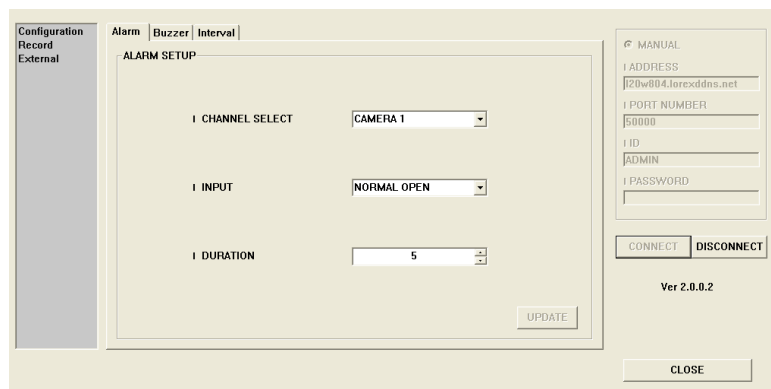 Configuration
Record
External
Alarm Buzzer Interval
ALARM SETUP
CHANNEL SELECT CAMERA 1
INPUT NORMAL OPEN
DURATION 5
UPDATE
MANUAL
ADDRESS
l20w804.lorexddns.net
PORT NUMBER
50000
ID
ADMIN
PASSWORD
CONNECT DISCONNECT
Ver 2.0.0.2
CLOSE